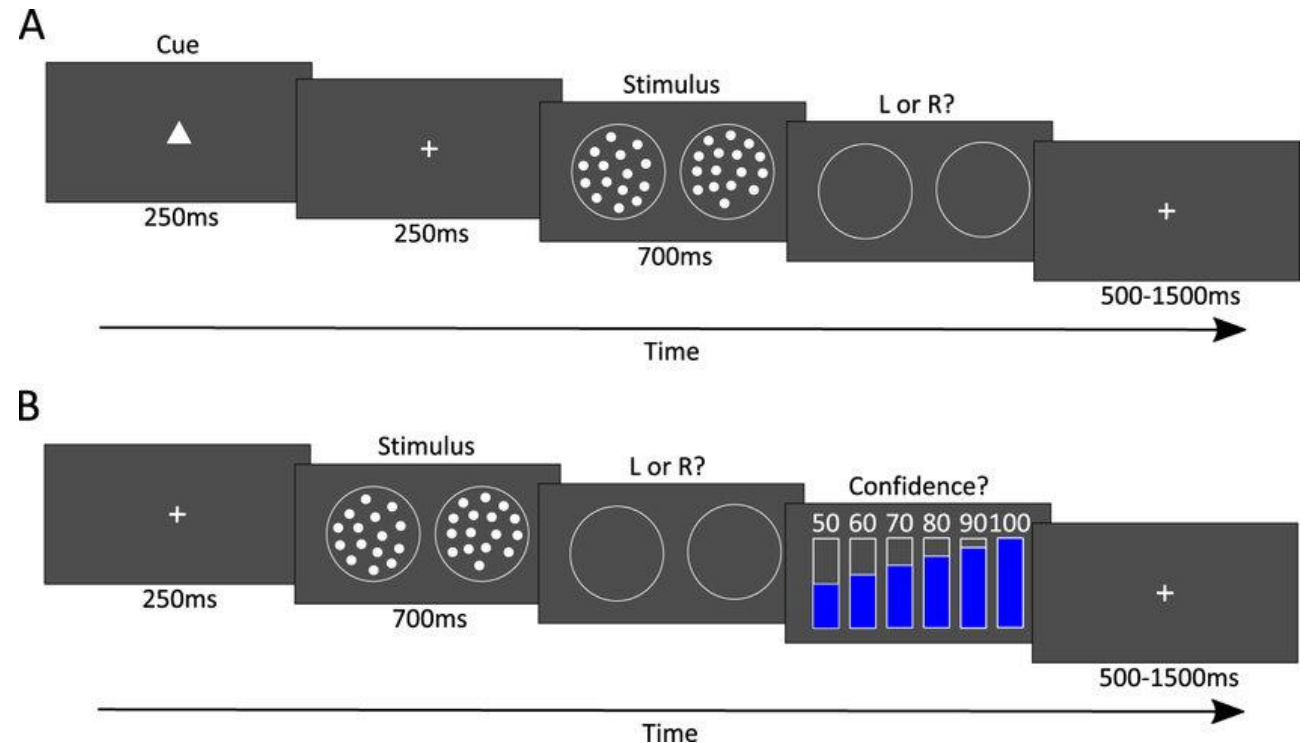 A
Cue
Stimulus
L or R?
250ms
250ms
700ms
500-1500ms
Time
B
Stimulus
L or R?
Confidence?
50 60 70 80 90 100
250ms
700ms
500-1500ms
Time